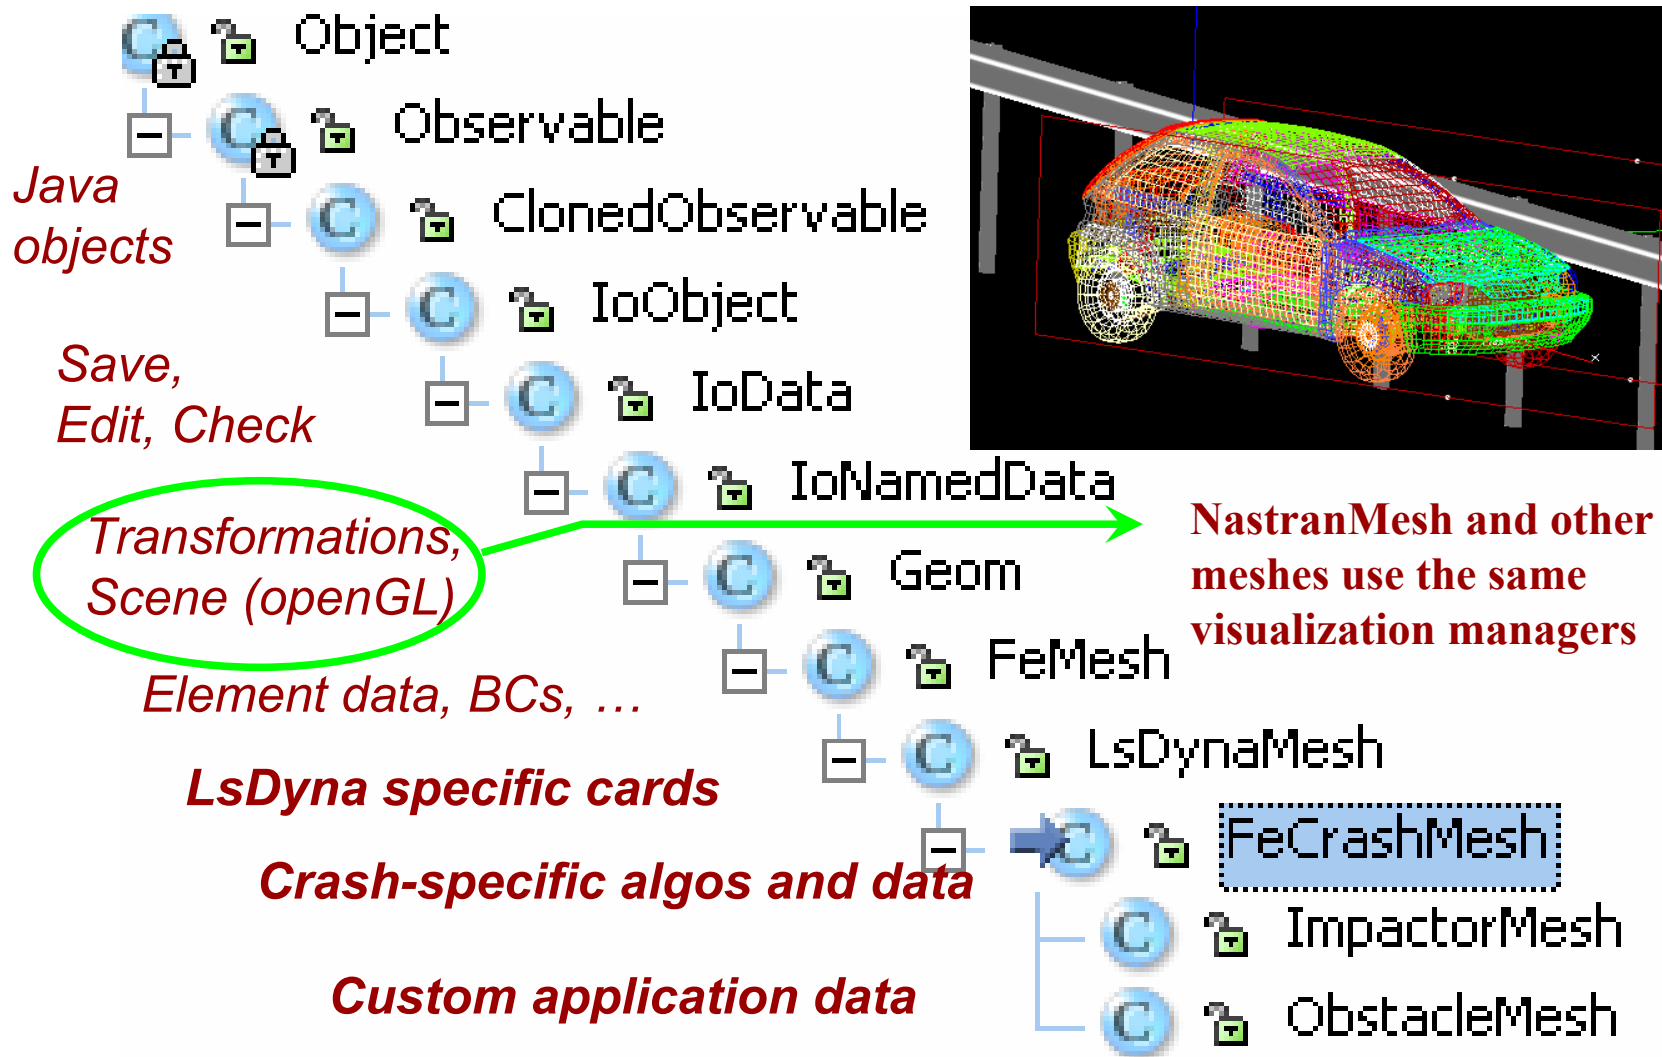 Object
Observable
Java
objects
ClonedObservable
IoObject
Save,
Edit, Check
IoData
IoNamedData
Transformations,
Scene (openGL)
NastranMesh and other
meshes use the same
visualization managers
Geom
FeMesh
Element data, BCs, …
LsDynaMesh
LsDyna specific cards
FeCrashMesh
Crash-specific algos and data
ImpactorMesh
Custom application data
ObstacleMesh